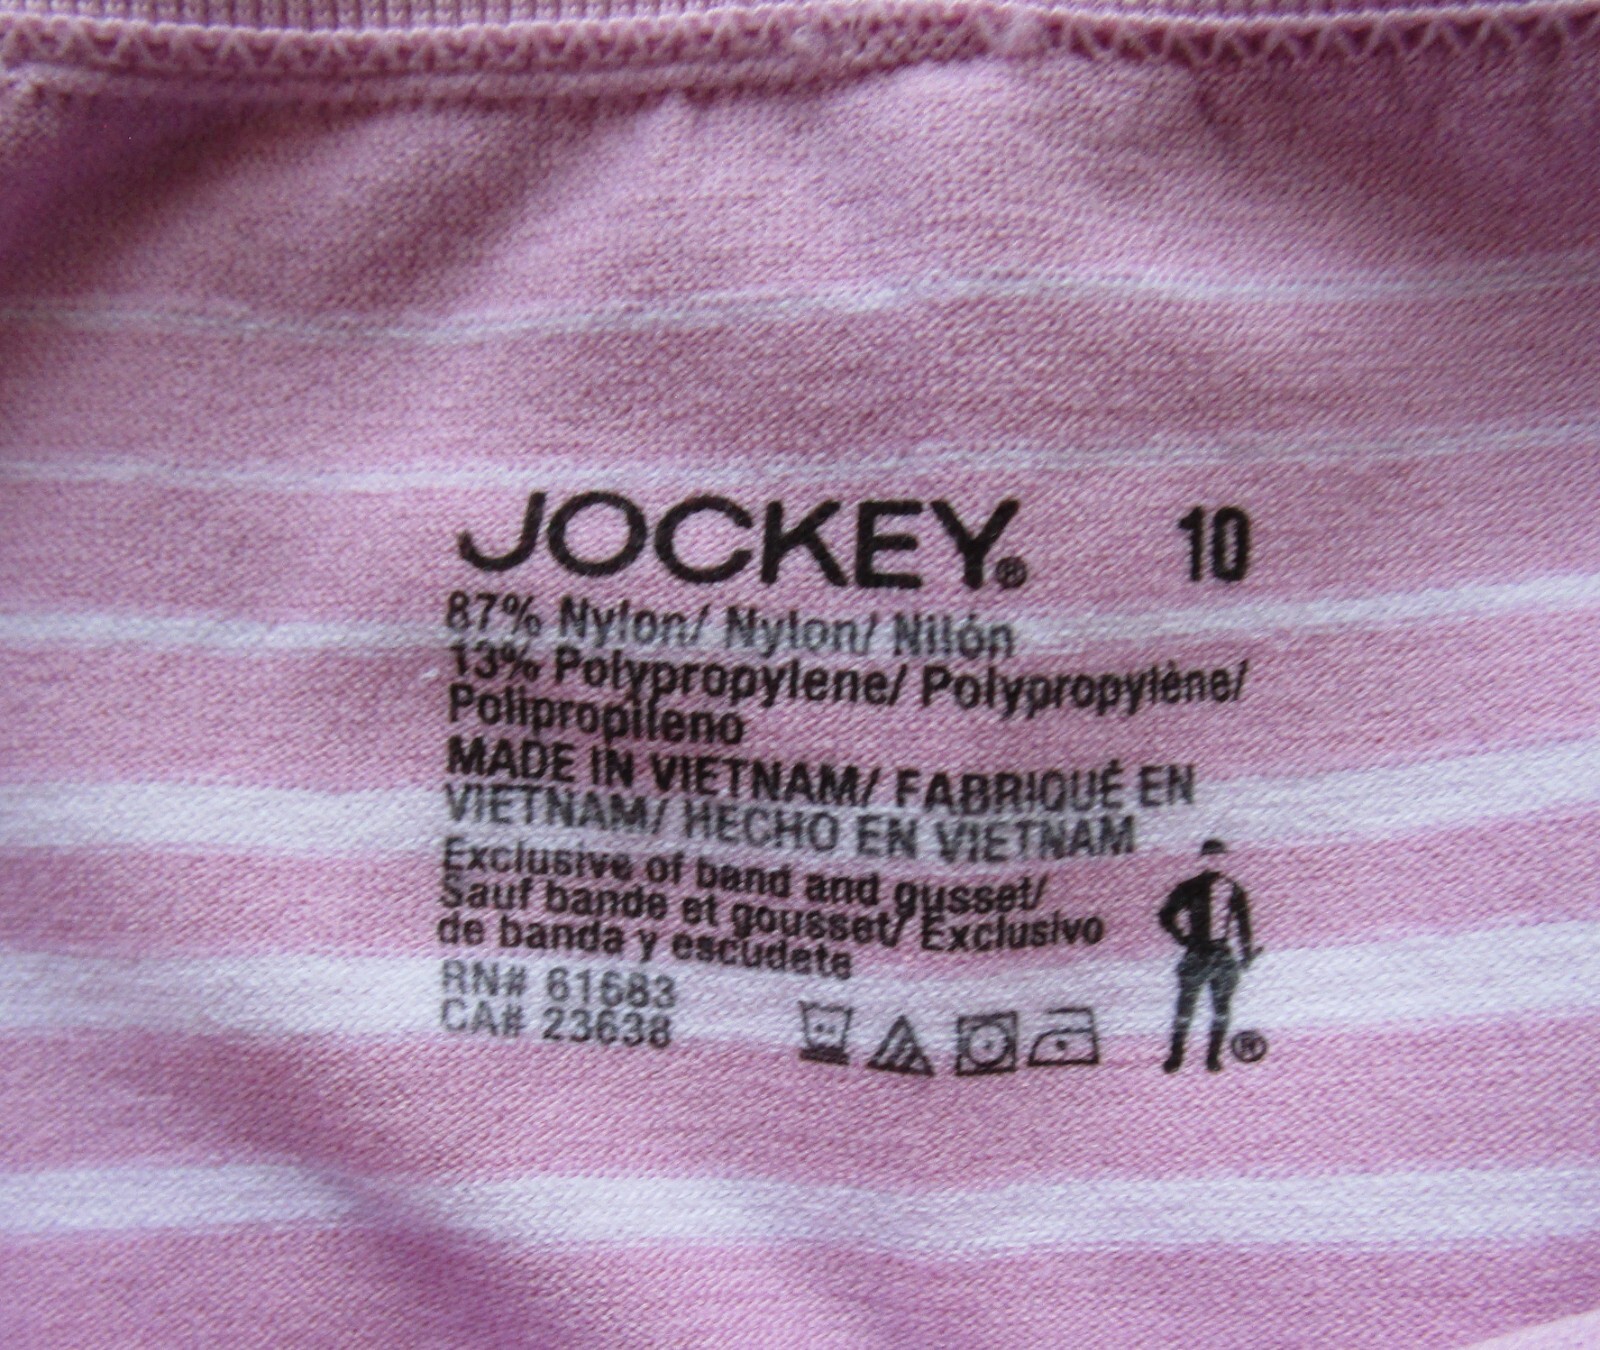 JOCKEY® 10
87% Nylon/ Nylon/ Nilón
13% Polypropylene/ Polypropylène/
Polipropileno
MADE IN VIETNAM/ FABRIQUÉ EN
VIETNAM/ HECHO EN VIETNAM
Exclusive of band and gusset/
Sauf bande et gousset/ Exclusivo
de banda y escudete
RN# 61683
CA# 23638
®